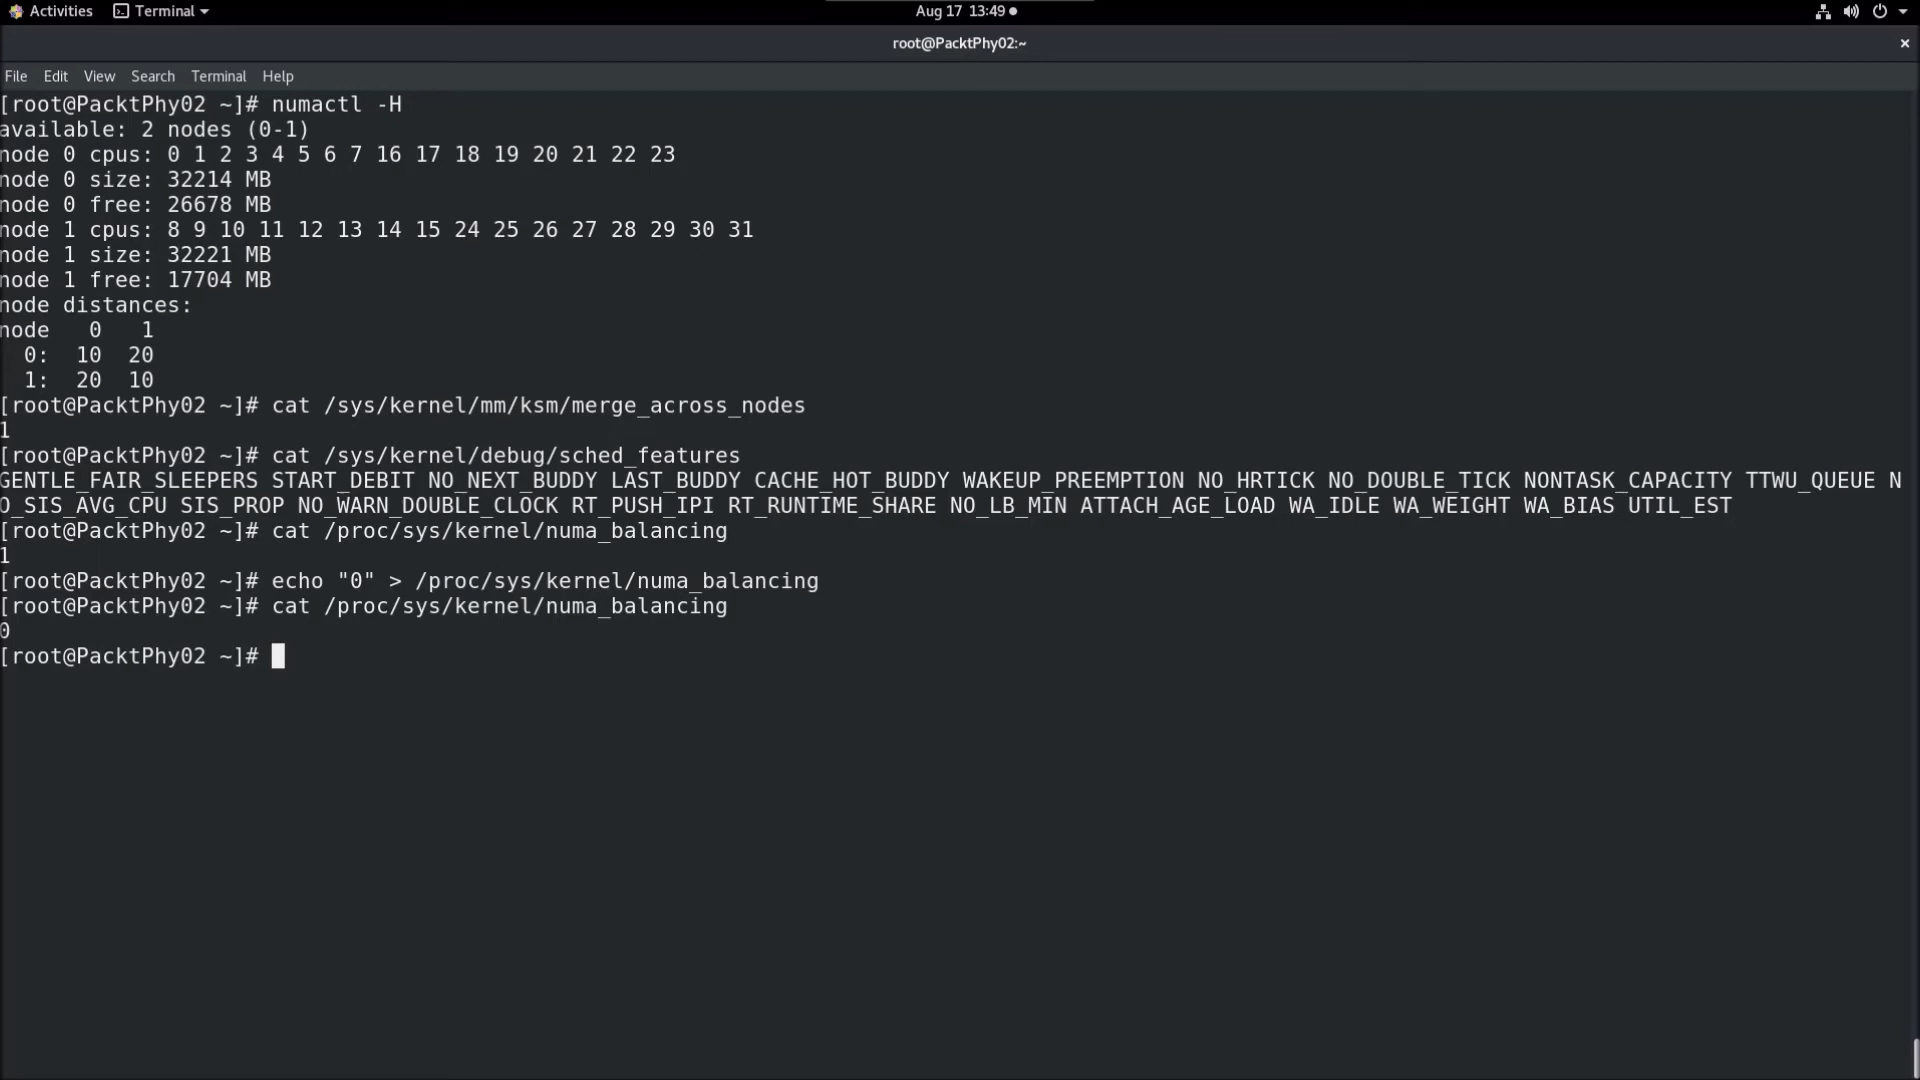 Activities Terminal Aug 17 13:49
root@PacktPhy02:~ ×
File Edit View Search Terminal Help
[root@PacktPhy02 ~]# numactl -H
available: 2 nodes (0-1)
node 0 cpus: 0 1 2 3 4 5 6 7 16 17 18 19 20 21 22 23
node 0 size: 32214 MB
node 0 free: 26678 MB
node 1 cpus: 8 9 10 11 12 13 14 15 24 25 26 27 28 29 30 31
node 1 size: 32221 MB
node 1 free: 17704 MB
node distances:
node   0   1
  0:  10  20
  1:  20  10
[root@PacktPhy02 ~]# cat /sys/kernel/mm/ksm/merge_across_nodes
1
[root@PacktPhy02 ~]# cat /sys/kernel/debug/sched_features
GENTLE_FAIR_SLEEPERS START_DEBIT NO_NEXT_BUDDY LAST_BUDDY CACHE_HOT_BUDDY WAKEUP_PREEMPTION NO_HRTICK NO_DOUBLE_TICK NONTASK_CAPACITY TTWU_QUEUE N
O_SIS_AVG_CPU SIS_PROP NO_WARN_DOUBLE_CLOCK RT_PUSH_IPI RT_RUNTIME_SHARE NO_LB_MIN ATTACH_AGE_LOAD WA_IDLE WA_WEIGHT WA_BIAS UTIL_EST
[root@PacktPhy02 ~]# cat /proc/sys/kernel/numa_balancing
1
[root@PacktPhy02 ~]# echo "0" > /proc/sys/kernel/numa_balancing
[root@PacktPhy02 ~]# cat /proc/sys/kernel/numa_balancing
0
[root@PacktPhy02 ~]#